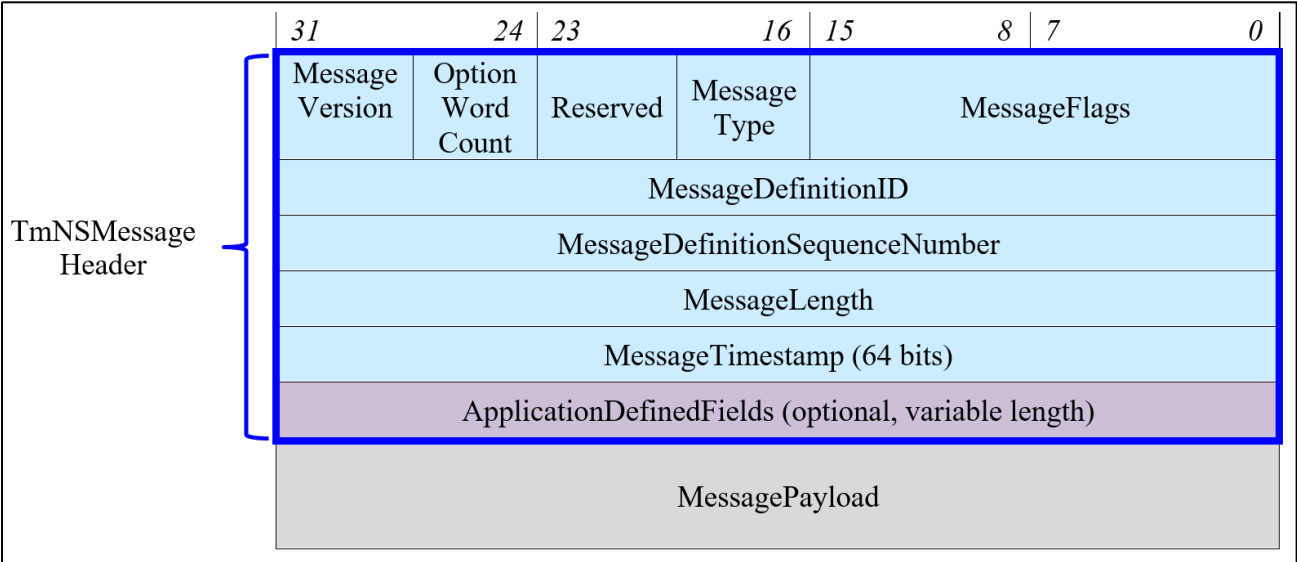 31 24 23 16 15 8 7 0
Message Version
Option Word Count
Reserved
Message Type
MessageFlags
MessageDefinitionID
MessageDefinitionSequenceNumber
MessageLength
MessageTimestamp (64 bits)
ApplicationDefinedFields (optional, variable length)
TmNSMessage
Header
MessagePayload